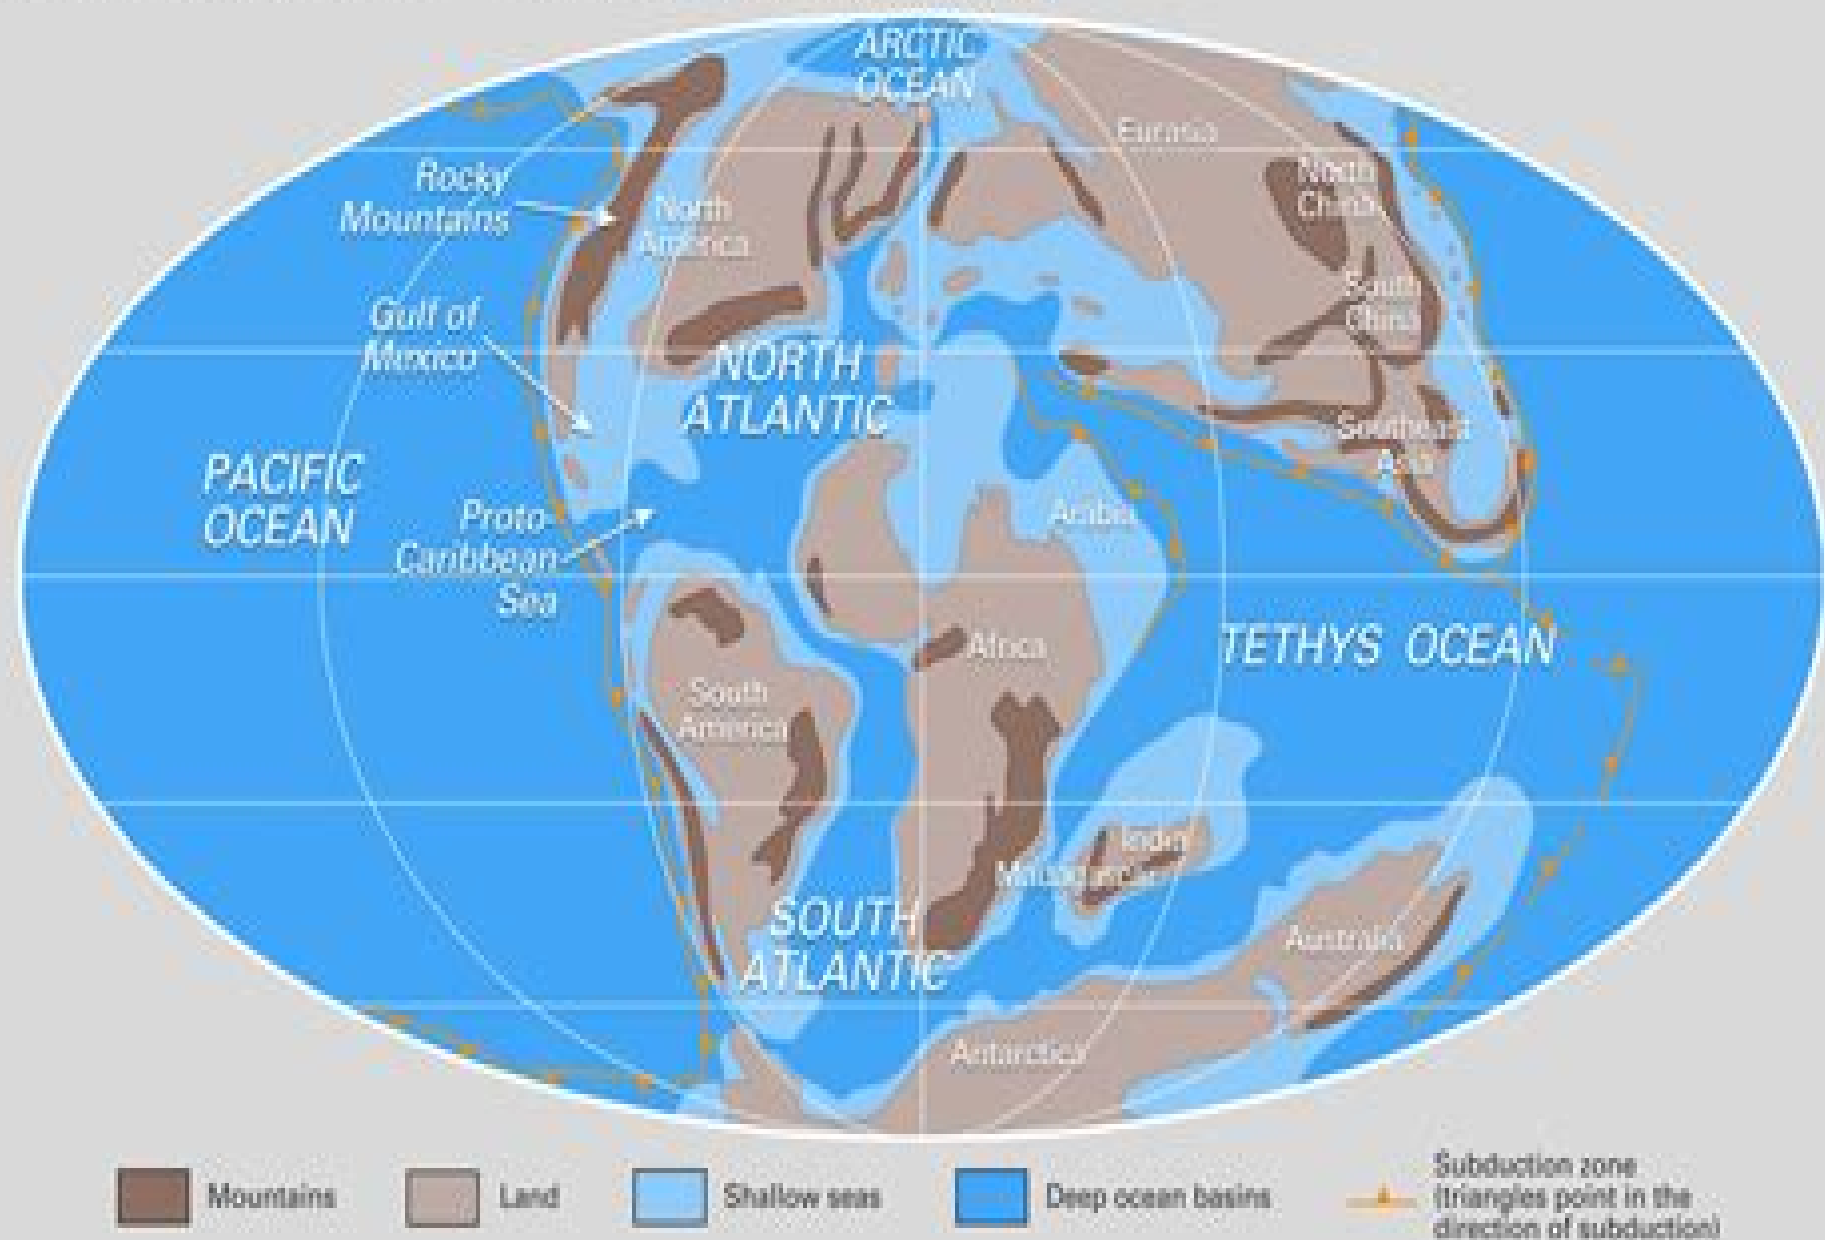 ARCTIC
OCEAN
Eurasia
Rocky
Mountains
North
America
North
China
Gulf of
Mexico
South
China
NORTH
ATLANTIC
Southeast
Asia
PACIFIC
OCEAN
Proto-
Caribbean
Sea
Arabia
Africa
TETHYS OCEAN
South
America
India
Madagascar
SOUTH
ATLANTIC
Australia
Antarctica
Mountains
Land
Shallow seas
Deep ocean basins
Subduction zone
(triangles point in the
direction of subduction)